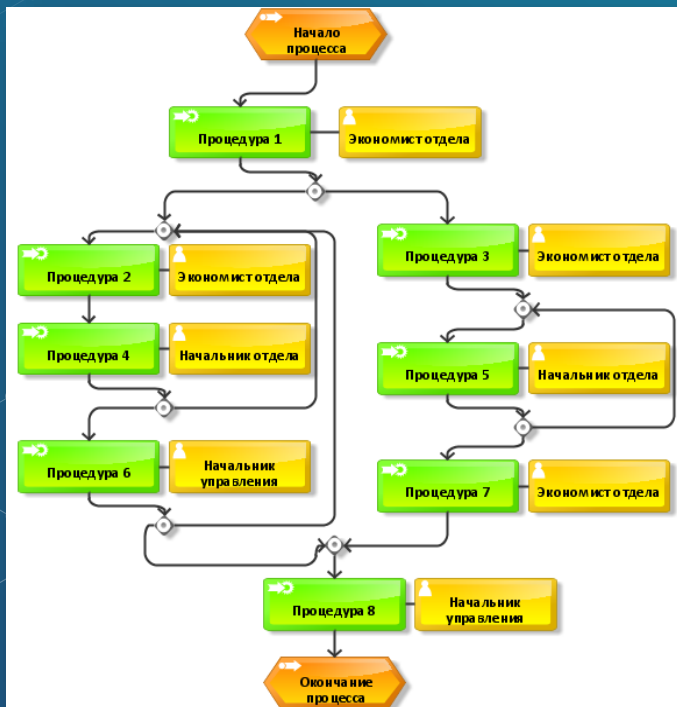 Начало
процесса
Процедура 1
Экономист отдела
Процедура 2
Экономист отдела
Процедура 3
Экономист отдела
Процедура 4
Начальник отдела
Процедура 5
Начальник отдела
Процедура 6
Начальник
управления
Процедура 7
Экономист отдела
Процедура 8
Начальник
управления
Окончание
процесса